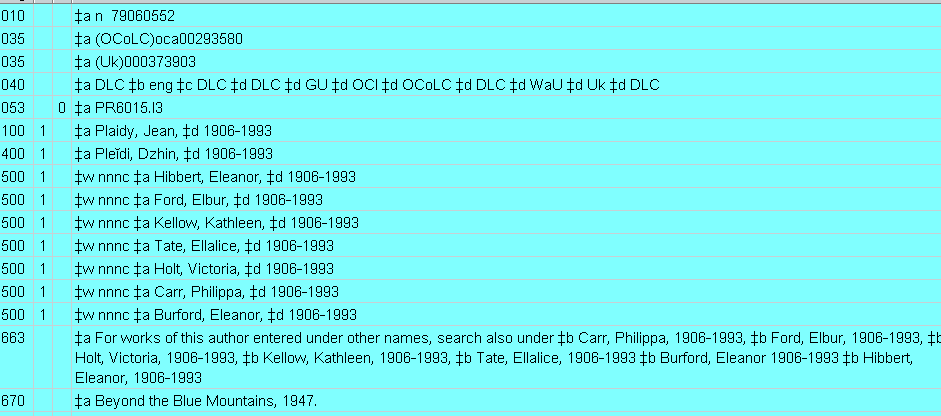 010 ‡a n 79060552
035 ‡a (OCoLC)oca00293580
035 ‡a (Uk)000373903
040 ‡a DLC ‡b eng ‡c DLC ‡d DLC ‡d GU ‡d OCl ‡d OCoLC ‡d DLC ‡d WaU ‡d Uk ‡d DLC
053 0 ‡a PR6015.I3
100 1 ‡a Plaidy, Jean, ‡d 1906-1993
400 1 ‡a Pleĭdi, Dzhin, ‡d 1906-1993
500 1 ‡w nnnc ‡a Hibbert, Eleanor, ‡d 1906-1993
500 1 ‡w nnnc ‡a Ford, Elbur, ‡d 1906-1993
500 1 ‡w nnnc ‡a Kellow, Kathleen, ‡d 1906-1993
500 1 ‡w nnnc ‡a Tate, Ellalice, ‡d 1906-1993
500 1 ‡w nnnc ‡a Holt, Victoria, ‡d 1906-1993
500 1 ‡w nnnc ‡a Carr, Philippa, ‡d 1906-1993
500 1 ‡w nnnc ‡a Burford, Eleanor, ‡d 1906-1993
663 ‡a For works of this author entered under other names, search also under ‡b Carr, Philippa, 1906-1993, ‡b Ford, Elbur, 1906-1993, ‡b
Holt, Victoria, 1906-1993, ‡b Kellow, Kathleen, 1906-1993, ‡b Tate, Ellalice, 1906-1993 ‡b Burford, Eleanor 1906-1993 ‡b Hibbert,
Eleanor, 1906-1993
670 ‡a Beyond the Blue Mountains, 1947.